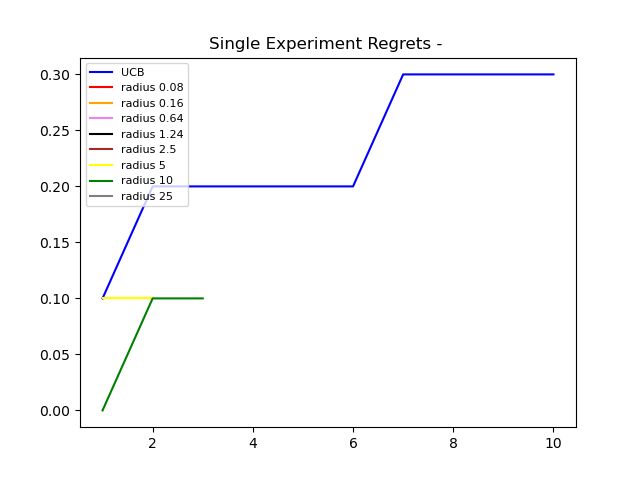 Single Experiment Regrets -
0.30
0.25
0.20
0.15
0.10
0.05
0.00
UCB
radius 0.08
radius 0.16
radius 0.64
radius 1.24
radius 2.5
radius 5
radius 10
radius 25
2 4 6 8 10